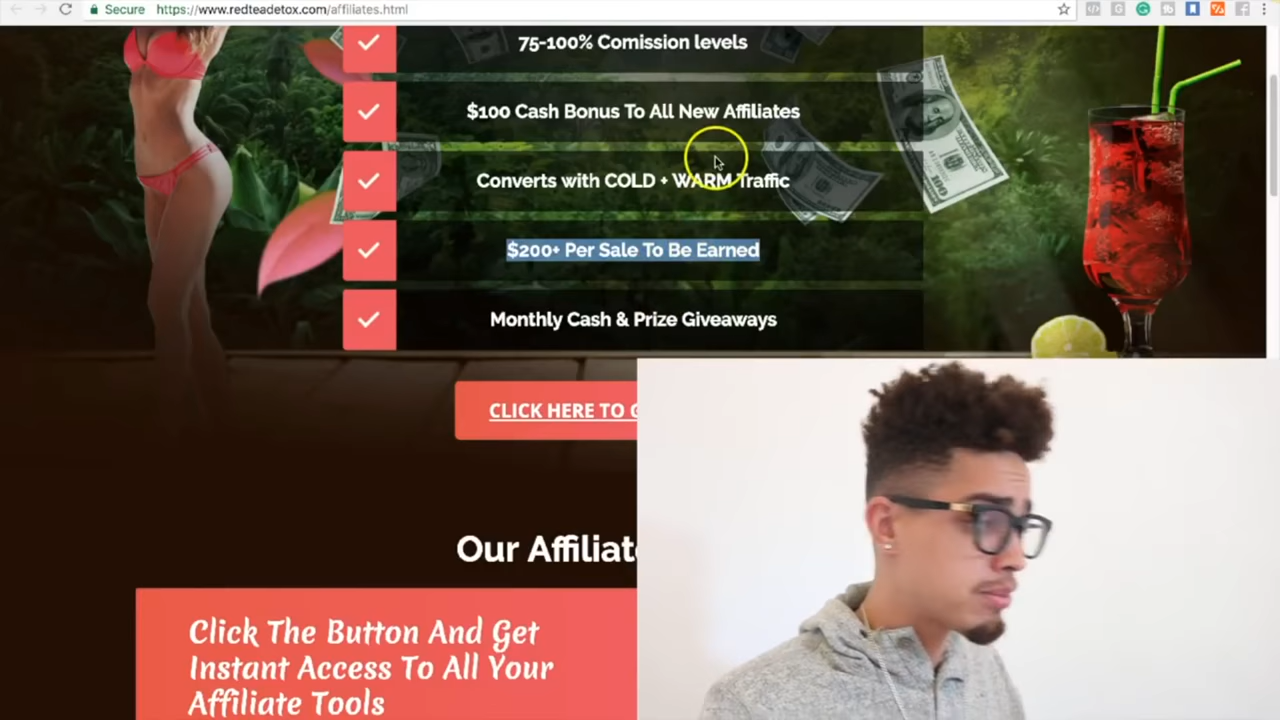 Secure https://www.redteadetox.com/affiliates.html
75-100% Comission levels
$100 Cash Bonus To All New Affiliates
Converts with COLD + WARM Traffic
$200+ Per Sale To Be Earned
Monthly Cash & Prize Giveaways
CLICK HERE TO G
Our Affiliate
Click The Button And Get
Instant Access To All Your
Affiliate Tools